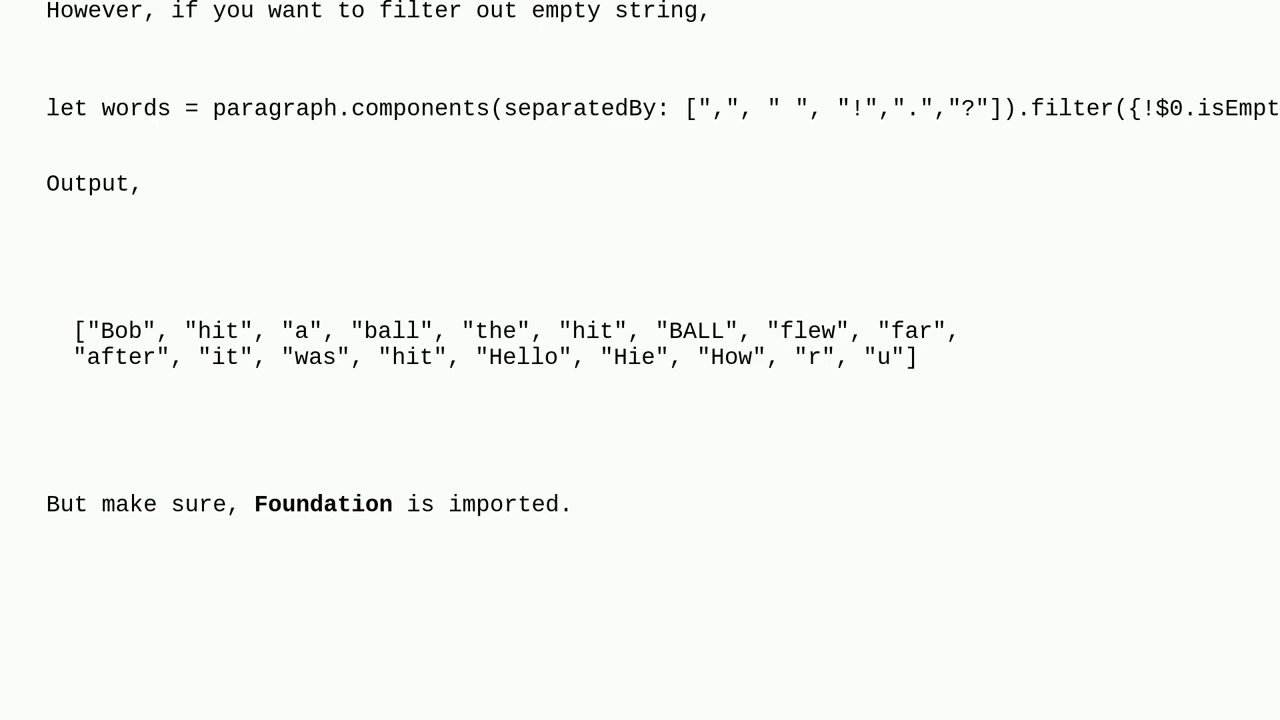 However, if you want to filter out empty string,
let words = paragraph.components(separatedBy: [",", " ", "!",".","?"]).filter({!$0.isEmpt
Output,
["Bob", "hit", "a", "ball", "the", "hit", "BALL", "flew", "far",
"after", "it", "was", "hit", "Hello", "Hie", "How", "r", "u"]
But make sure, Foundation is imported.